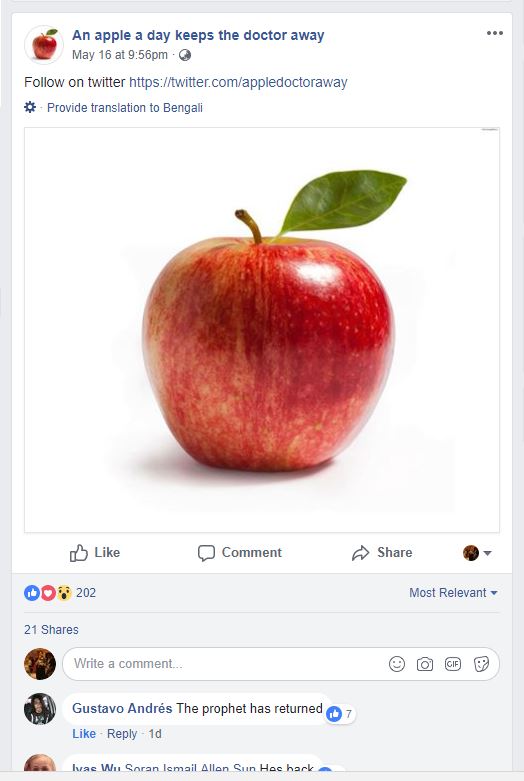 An apple a day keeps the doctor away
May 16 at 9:56pm ·
Follow on twitter https://twitter.com/appledoctoraway
· Provide translation to Bengali
Like Comment Share
202 Most Relevant
21 Shares
Write a comment... GIF
Gustavo Andrés The prophet has returned 7
Like · Reply · 1d
Ivas Wu Soran Ismail Allen Sun Hes back